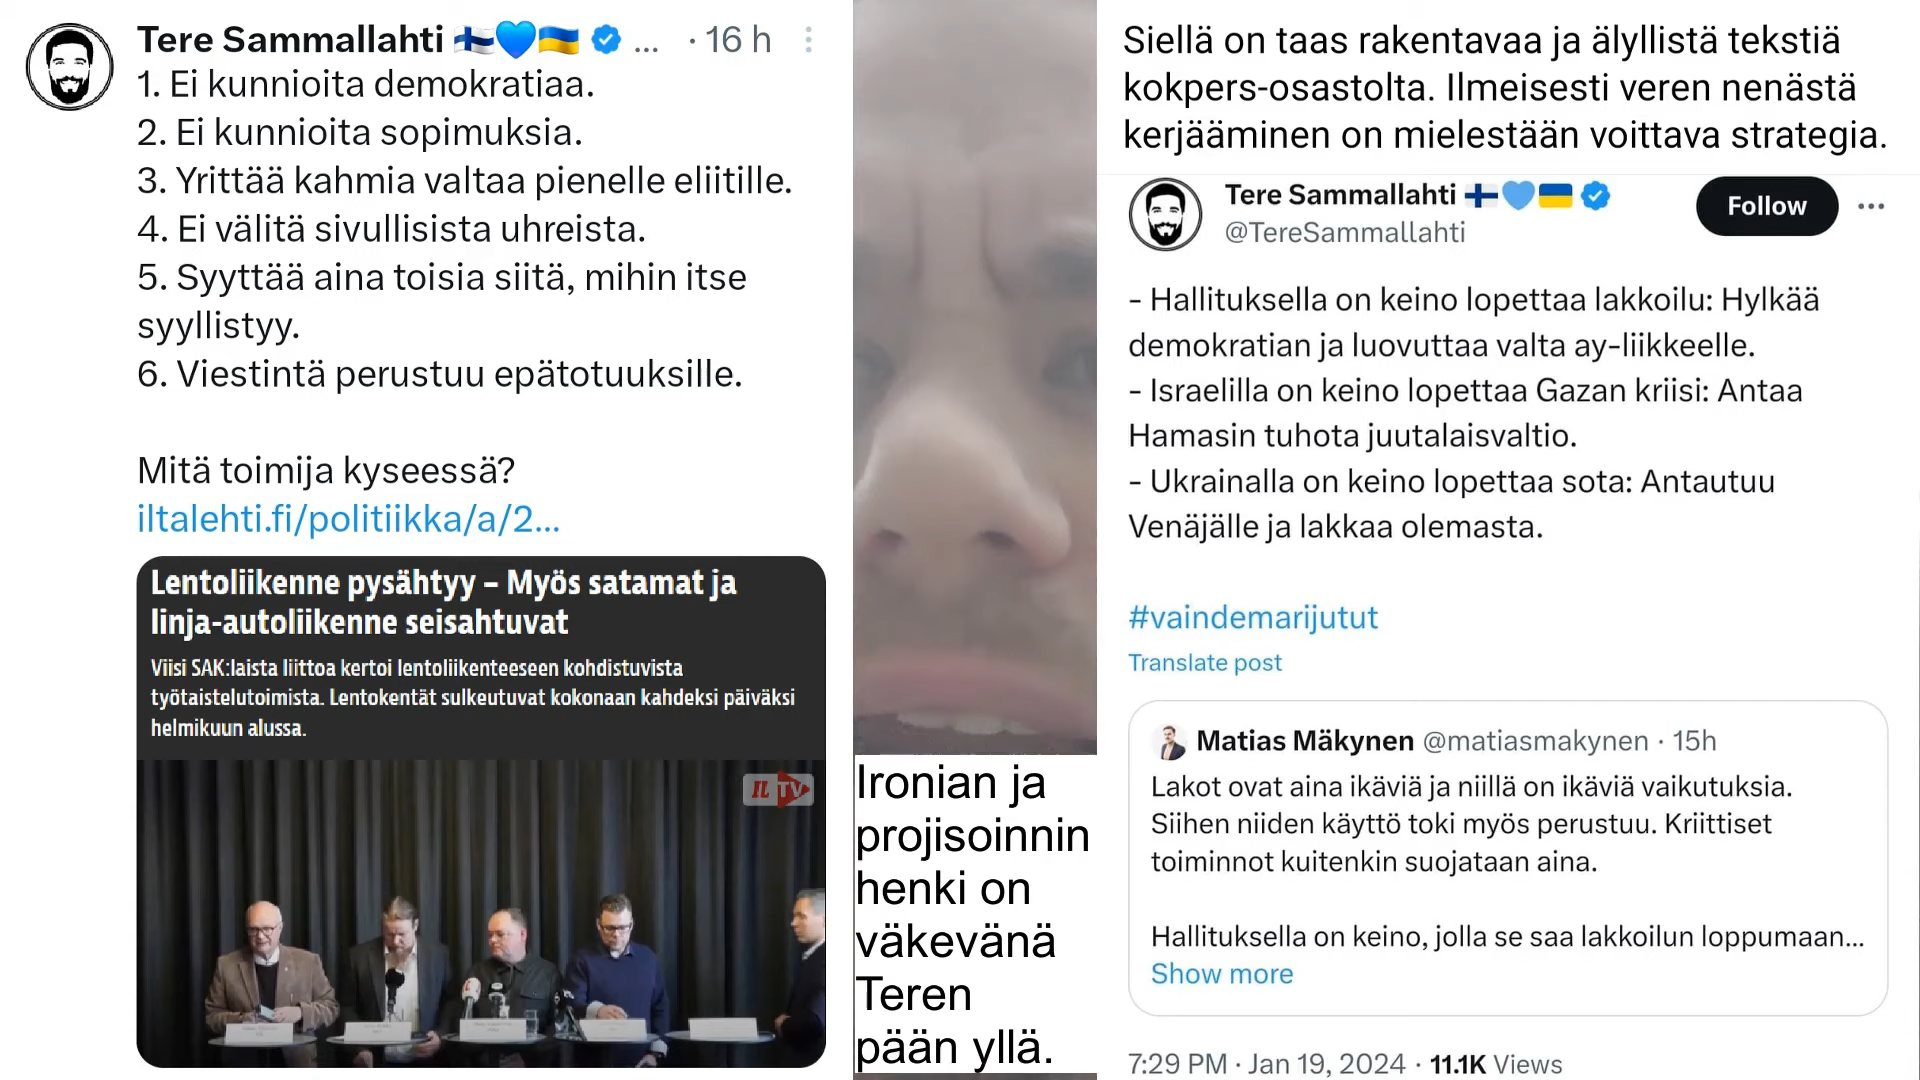 Tere Sammallahti ... · 16 h
1. Ei kunnioita demokratiaa.
2. Ei kunnioita sopimuksia.
3. Yrittää kahmia valtaa pienelle eliitille.
4. Ei välitä sivullisista uhreista.
5. Syyttää aina toisia siitä, mihin itse
syyllistyy.
6. Viestintä perustuu epätotuuksille.
Mitä toimija kyseessä?
iltalehti.fi/politiikka/a/2...
Lentoliikenne pysähtyy – Myös satamat ja
linja-autoliikenne seisahtuvat
Viisi SAK:laista liittoa kertoi lentoliikenteeseen kohdistuvista
työtaistelutoimista. Lentokentät sulkeutuvat kokonaan kahdeksi päiväksi
helmikuun alussa.
IL TV
Ironian ja
projisoinnin
henki on
väkevänä
Teren
pään yllä.
Siellä on taas rakentavaa ja älyllistä tekstiä
kokpers-osastolta. Ilmeisesti veren nenästä
kerjääminen on mielestään voittava strategia.
Tere Sammallahti
@TereSammallahti
Follow
- Hallituksella on keino lopettaa lakkoilu: Hylkää
demokratian ja luovuttaa valta ay-liikkeelle.
- Israelilla on keino lopettaa Gazan kriisi: Antaa
Hamasin tuhota juutalaisvaltio.
- Ukrainalla on keino lopettaa sota: Antautuu
Venäjälle ja lakkaa olemasta.
#vaindemarijutut
Translate post
Matias Mäkynen @matiasmakynen · 15h
Lakot ovat aina ikäviä ja niillä on ikäviä vaikutuksia.
Siihen niiden käyttö toki myös perustuu. Kriittiset
toiminnot kuitenkin suojataan aina.
Hallituksella on keino, jolla se saa lakkoilun loppumaan...
Show more
7:29 PM · Jan 19, 2024 · 11.1K Views